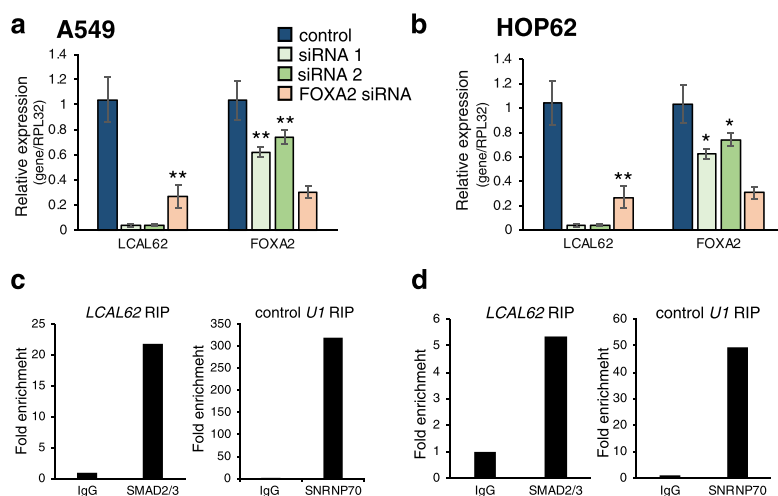 a A549
control
siRNA 1
siRNA 2
FOXA2 siRNA
Relative expression
(gene/RPL32)
1.4
1.2
1
0.8
0.6
0.4
0.2
0
**
** **
LCAL62 FOXA2
b HOP62
Relative expression
(gene/RPL32)
1.4
1.2
1
0.8
0.6
0.4
0.2
0
**
* *
LCAL62 FOXA2
c
LCAL62 RIP
Fold enrichmeht
25
20
15
10
5
0
IgG SMAD2/3
control U1 RIP
Fold enrichmeht
350
300
250
200
150
100
50
0
IgG SNRNP70
d
LCAL62 RIP
Fold enrichmeht
6
5
4
3
2
1
0
IgG SMAD2/3
control U1 RIP
Fold enrichmeht
60
50
40
30
20
10
0
IgG SNRNP70